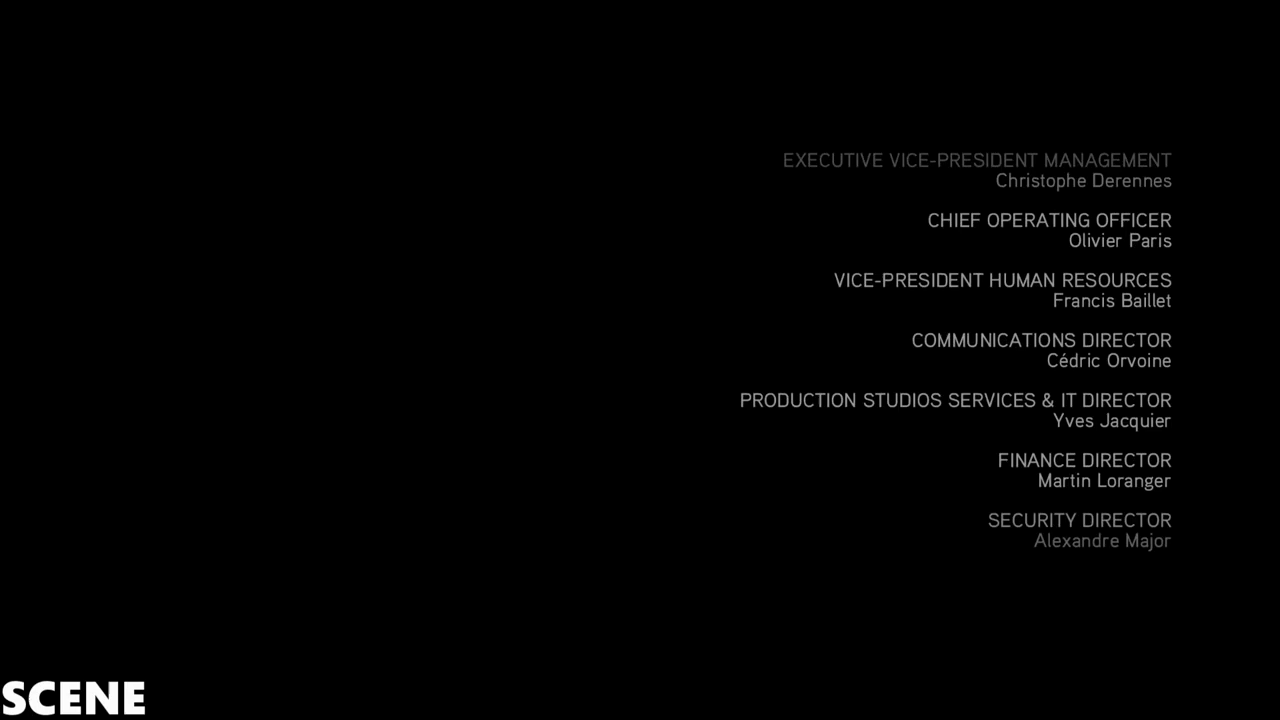 EXECUTIVE VICE-PRESIDENT MANAGEMENT
Christophe Derennes
CHIEF OPERATING OFFICER
Olivier Paris
VICE-PRESIDENT HUMAN RESOURCES
Francis Baillet
COMMUNICATIONS DIRECTOR
Cédric Orvoine
PRODUCTION STUDIOS SERVICES & IT DIRECTOR
Yves Jacquier
FINANCE DIRECTOR
Martin Loranger
SECURITY DIRECTOR
Alexandre Major
SCENE